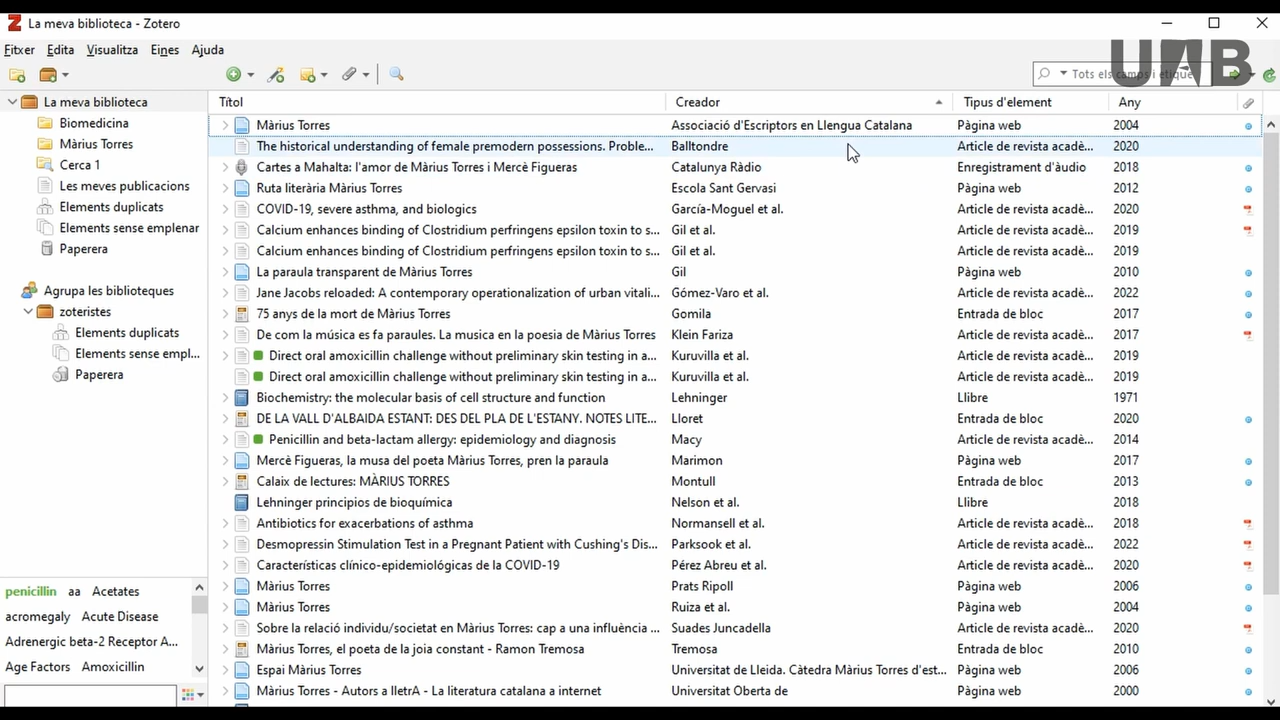 La meva biblioteca - Zotero
UAB
Fitxer Edita Visualitza Eines Ajuda
Tots els camps i etique
La meva biblioteca
Biomedicina
Màrius Torres
Cerca 1
Les meves publicacions
Elements duplicats
Elements sense emplenar
Paperera
Agrupa les biblioteques
zoteristes
Elements duplicats
Elements sense empl...
Paperera
penicillin aa Acetates
acromegaly Acute Disease
Adrenergic beta-2 Receptor A...
Age Factors Amoxicillin
Títol Creador Tipus d'element Any
Màrius Torres Associació d'Escriptors en Llengua Catalana Pàgina web 2004
The historical understanding of female premodern possessions. Proble... Balltondre Article de revista acadè... 2020
Cartes a Mahalta: l'amor de Màrius Torres i Mercè Figueras Catalunya Ràdio Enregistrament d'àudio 2018
Ruta literària Màrius Torres Escola Sant Gervasi Pàgina web 2012
COVID-19, severe asthma, and biologics García-Moguel et al. Article de revista acadè... 2020
Calcium enhances binding of Clostridium perfringens epsilon toxin to s... Gil et al. Article de revista acadè... 2019
Calcium enhances binding of Clostridium perfringens epsilon toxin to s... Gil et al. Article de revista acadè... 2019
La paraula transparent de Màrius Torres Gil Pàgina web 2010
Jane Jacobs reloaded: A contemporary operationalization of urban vitali... Gómez-Varo et al. Article de revista acadè... 2022
75 anys de la mort de Màrius Torres Gomila Entrada de bloc 2017
De com la música es fa paraules. La musica en la poesia de Màrius Torres Klein Fariza Article de revista acadè... 2017
Direct oral amoxicillin challenge without preliminary skin testing in a... Kuruvilla et al. Article de revista acadè... 2019
Direct oral amoxicillin challenge without preliminary skin testing in a... Kuruvilla et al. Article de revista acadè... 2019
Biochemistry: the molecular basis of cell structure and function Lehninger Llibre 1971
DE LA VALL D'ALBAIDA ESTANT: DES DEL PLA DE L'ESTANY. NOTES LITE... Lloret Entrada de bloc 2020
Penicillin and beta-lactam allergy: epidemiology and diagnosis Macy Article de revista acadè... 2014
Mercè Figueras, la musa del poeta Màrius Torres, pren la paraula Marimon Pàgina web 2017
Calaix de lectures: MÀRIUS TORRES Montull Entrada de bloc 2013
Lehninger principios de bioquímica Nelson et al. Llibre 2018
Antibiotics for exacerbations of asthma Normansell et al. Article de revista acadè... 2018
Desmopressin Stimulation Test in a Pregnant Patient with Cushing's Dis... Parksook et al. Article de revista acadè... 2022
Características clínico-epidemiológicas de la COVID-19 Pérez Abreu et al. Article de revista acadè... 2020
Màrius Torres Prats Ripoll Pàgina web 2006
Màrius Torres Ruiza et al. Pàgina web 2004
Sobre la relació individu/societat en Màrius Torres: cap a una influència ... Suades Juncadella Article de revista acadè... 2020
Màrius Torres, el poeta de la joia constant - Ramon Tremosa Tremosa Entrada de bloc 2010
Espai Màrius Torres Universitat de Lleida. Càtedra Màrius Torres d'est... Pàgina web 2006
Màrius Torres - Autors a lletrA - La literatura catalana a internet Universitat Oberta de Pàgina web 2000